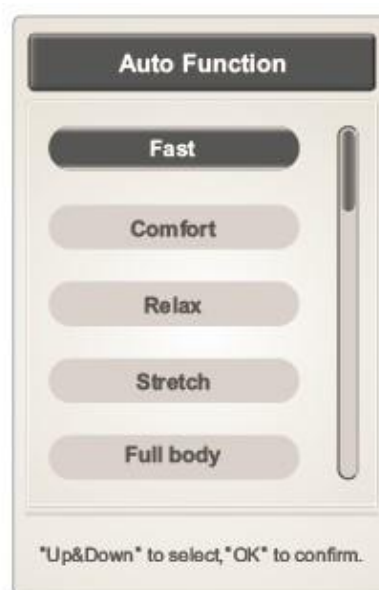 Auto Function
Fast
Comfort
Relax
Stretch
Full body
"Up&Down" to select,"OK" to confirm.